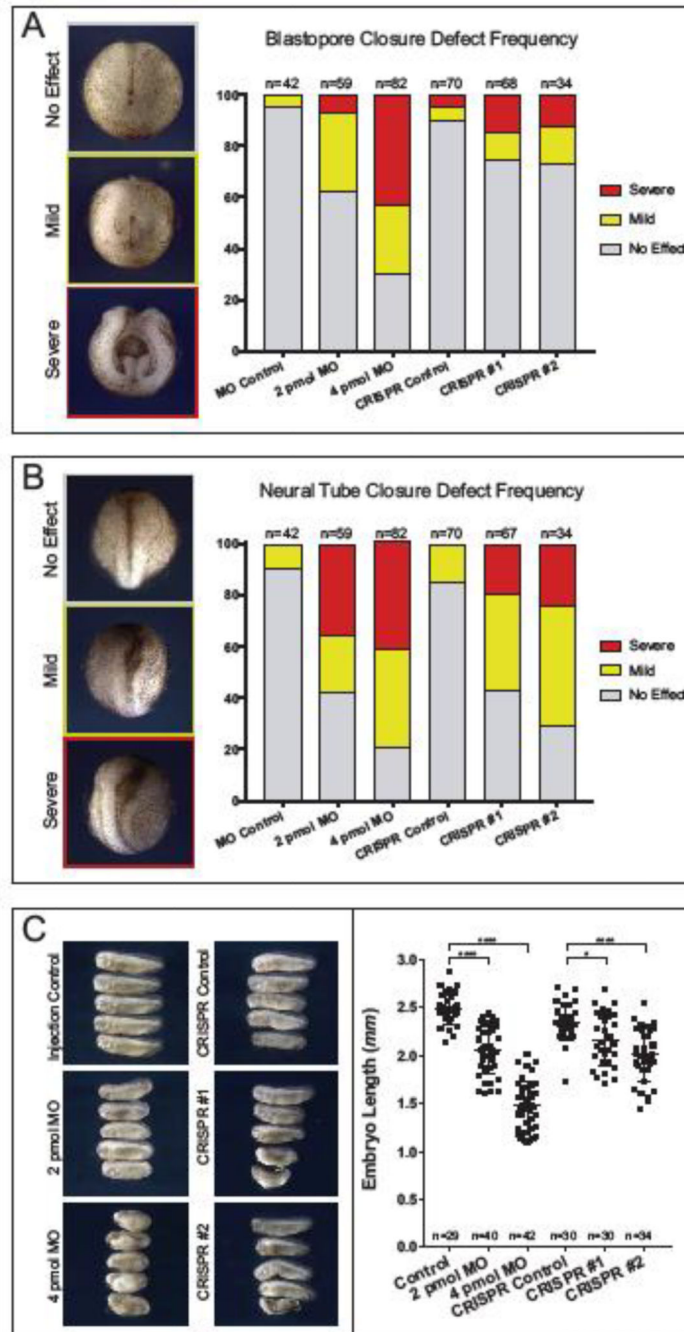 A
Blastopore Closure Defect Frequency
No Effect
Mild
Severe
n=42 n=59 n=82 n=70 n=68 n=34
100
80
60
40
20
0
Severe
Mild
No Effect
MO Control
2 pmol MO
4 pmol MO
CRISPR Control
CRISPR #1
CRISPR #2
B
Neural Tube Closure Defect Frequency
No Effect
Mild
Severe
n=42 n=59 n=82 n=70 n=67 n=34
100
80
60
40
20
0
Severe
Mild
No Effect
MO Control
2 pmol MO
4 pmol MO
CRISPR Control
CRISPR #1
CRISPR #2
C
Injection Control
2 pmol MO
4 pmol MO
CRISPR Control
CRISPR #1
CRISPR #2
Embryo Length (mm)
3.0
2.5
2.0
1.5
1.0
0.5
0.0
n=29 n=40 n=42 n=30 n=30 n=34
Control
2 pmol MO
4 pmol MO
CRISPR Control
CRISPR #1
CRISPR #2